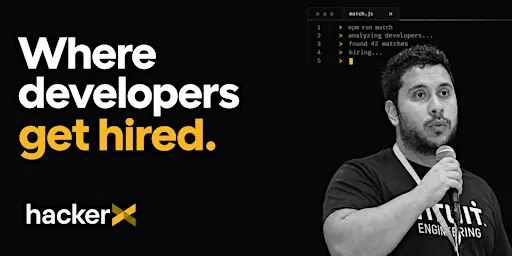 Where
developers
get hired.
hackerX
match.js
1 > npm run match
2 > analyzing developers...
3 > found 42 matches
4 > hiring...
5 >
intuit.
ENGINEERING